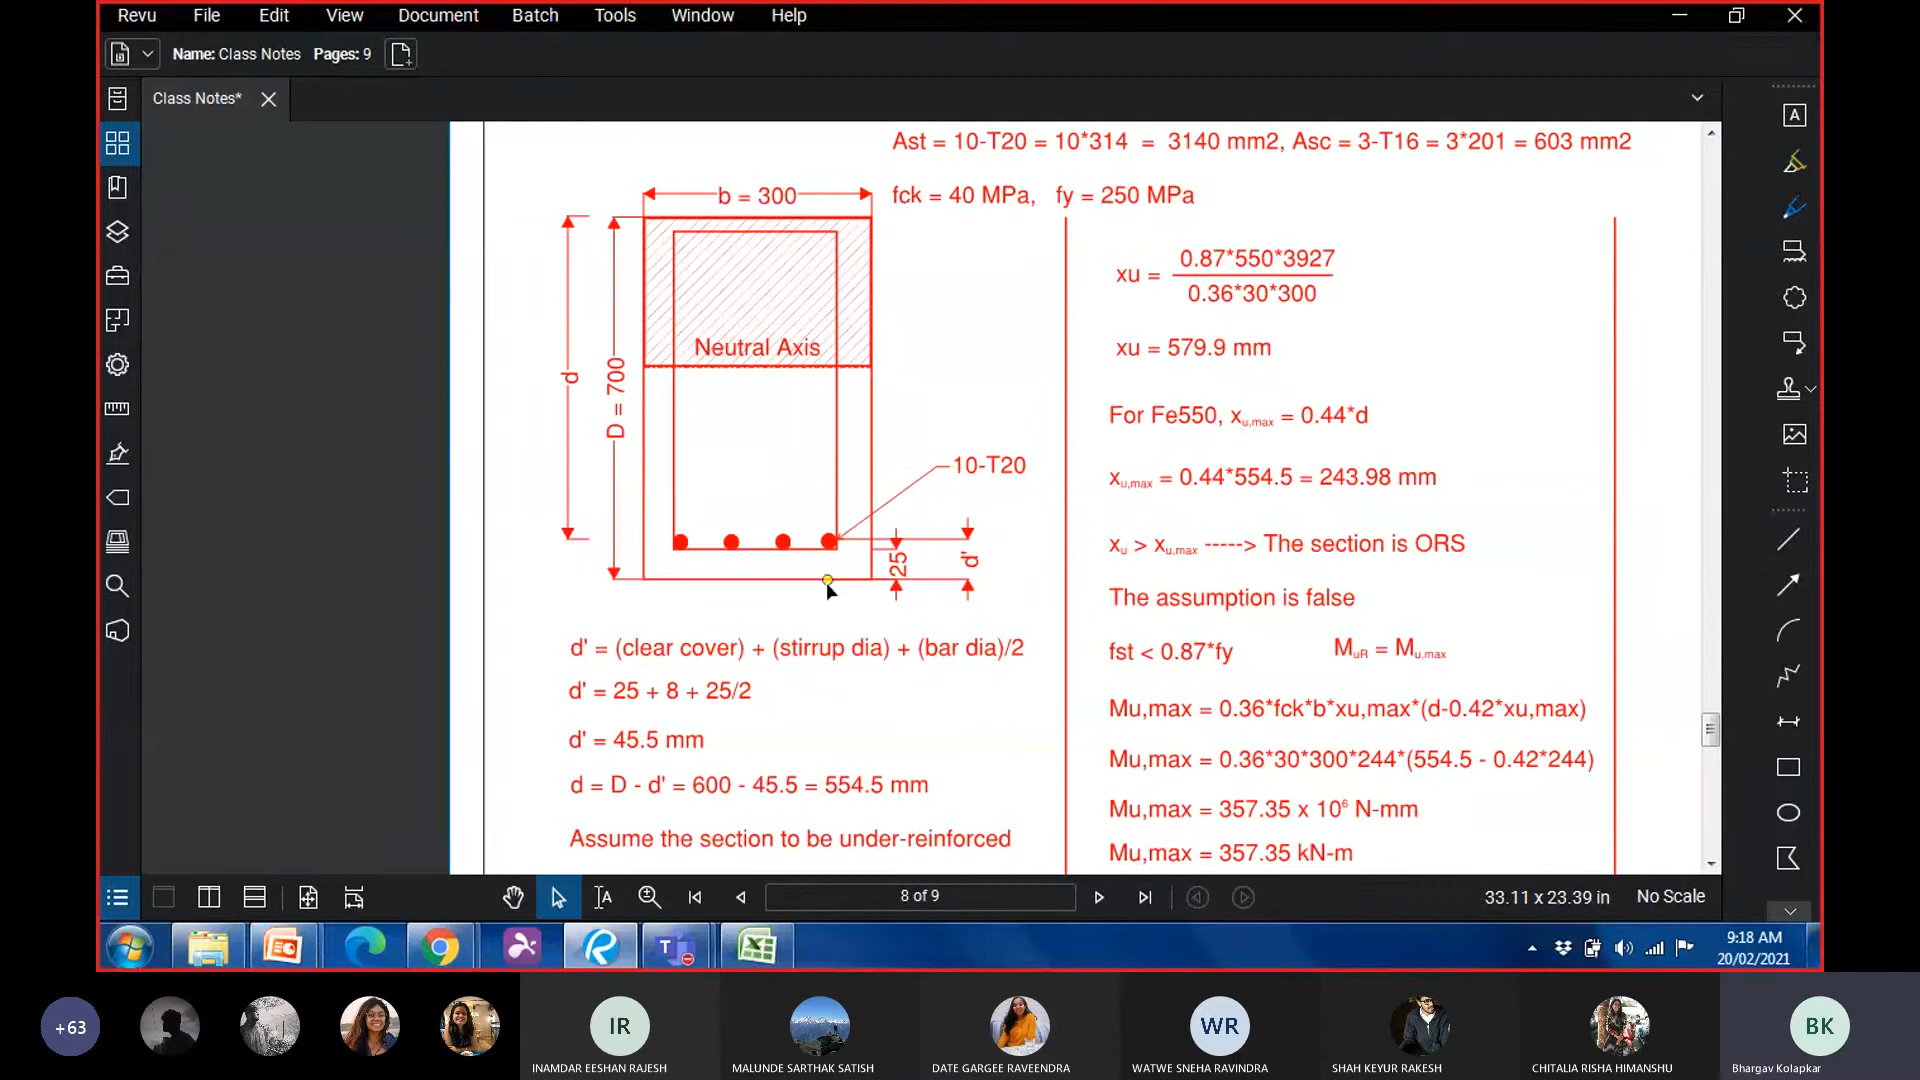 Revu File Edit View Document Batch Tools Window Help
Name: Class Notes Pages: 9
Class Notes*
Ast = 10-T20 = 10*314 = 3140 mm2, Asc = 3-T16 = 3*201 = 603 mm2
b = 300
fck = 40 MPa, fy = 250 MPa
d
D = 700
Neutral Axis
10-T20
25
d'
d' = (clear cover) + (stirrup dia) + (bar dia)/2
d' = 25 + 8 + 25/2
d' = 45.5 mm
d = D - d' = 600 - 45.5 = 554.5 mm
Assume the section to be under-reinforced
xu = 0.87*550*3927
0.36*30*300
xu = 579.9 mm
For Fe550, xu,max = 0.44*d
xu,max = 0.44*554.5 = 243.98 mm
xu > xu,max -----> The section is ORS
The assumption is false
fst < 0.87*fy MuR = Mu,max
Mu,max = 0.36*fck*b*xu,max*(d-0.42*xu,max)
Mu,max = 0.36*30*300*244*(554.5 - 0.42*244)
Mu,max = 357.35 x 10⁶ N-mm
Mu,max = 357.35 kN-m
8 of 9
33.11 x 23.39 in No Scale
9:18 AM
20/02/2021
+63
IR
WR
BK
INAMDAR EESHAN RAJESH
MALUNDE SARTHAK SATISH
DATE GARGEE RAVEENDRA
WATWE SNEHA RAVINDRA
SHAH KEYUR RAKESH
CHITALIA RISHA HIMANSHU
Bhargav Kolapkar